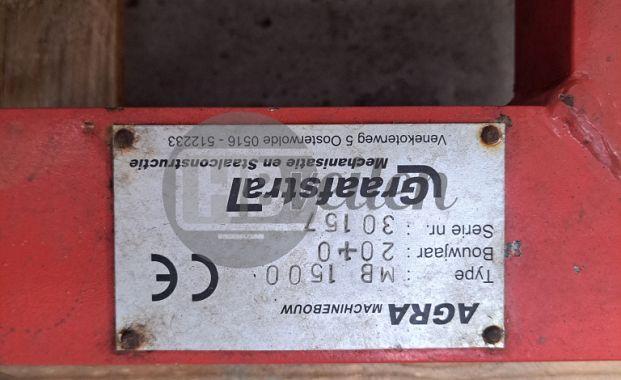 AGRA MACHINEBOUW
Type : MB 1500
Bouwjaar : 2010
Serie nr. : 30157
Graafstra
Mechanisatie en Staalconstructie
Venekoterweg 5 Oosterwolde 0516 - 512233
CE